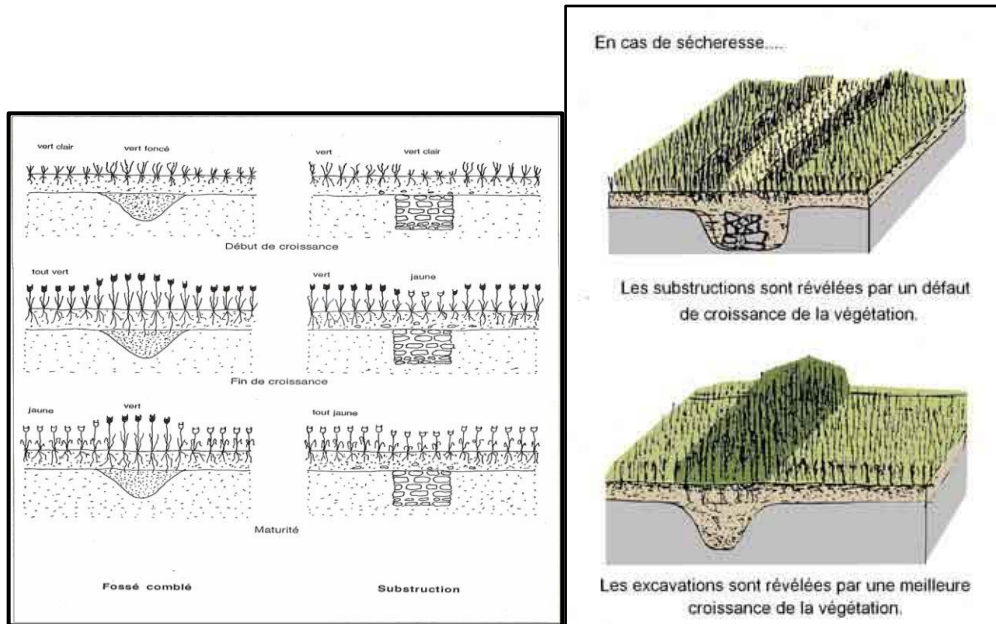 vert clair
vert foncé
vert
vert clair
Début de croissance
tout vert
vert
jaune
Fin de croissance
jaune
vert
tout jaune
Maturité
Fossé comblé
Substruction
En cas de sécheresse....
Les substructions sont révélées par un défaut
de croissance de la végétation.
Les excavations sont révélées par une meilleure
croissance de la végétation.